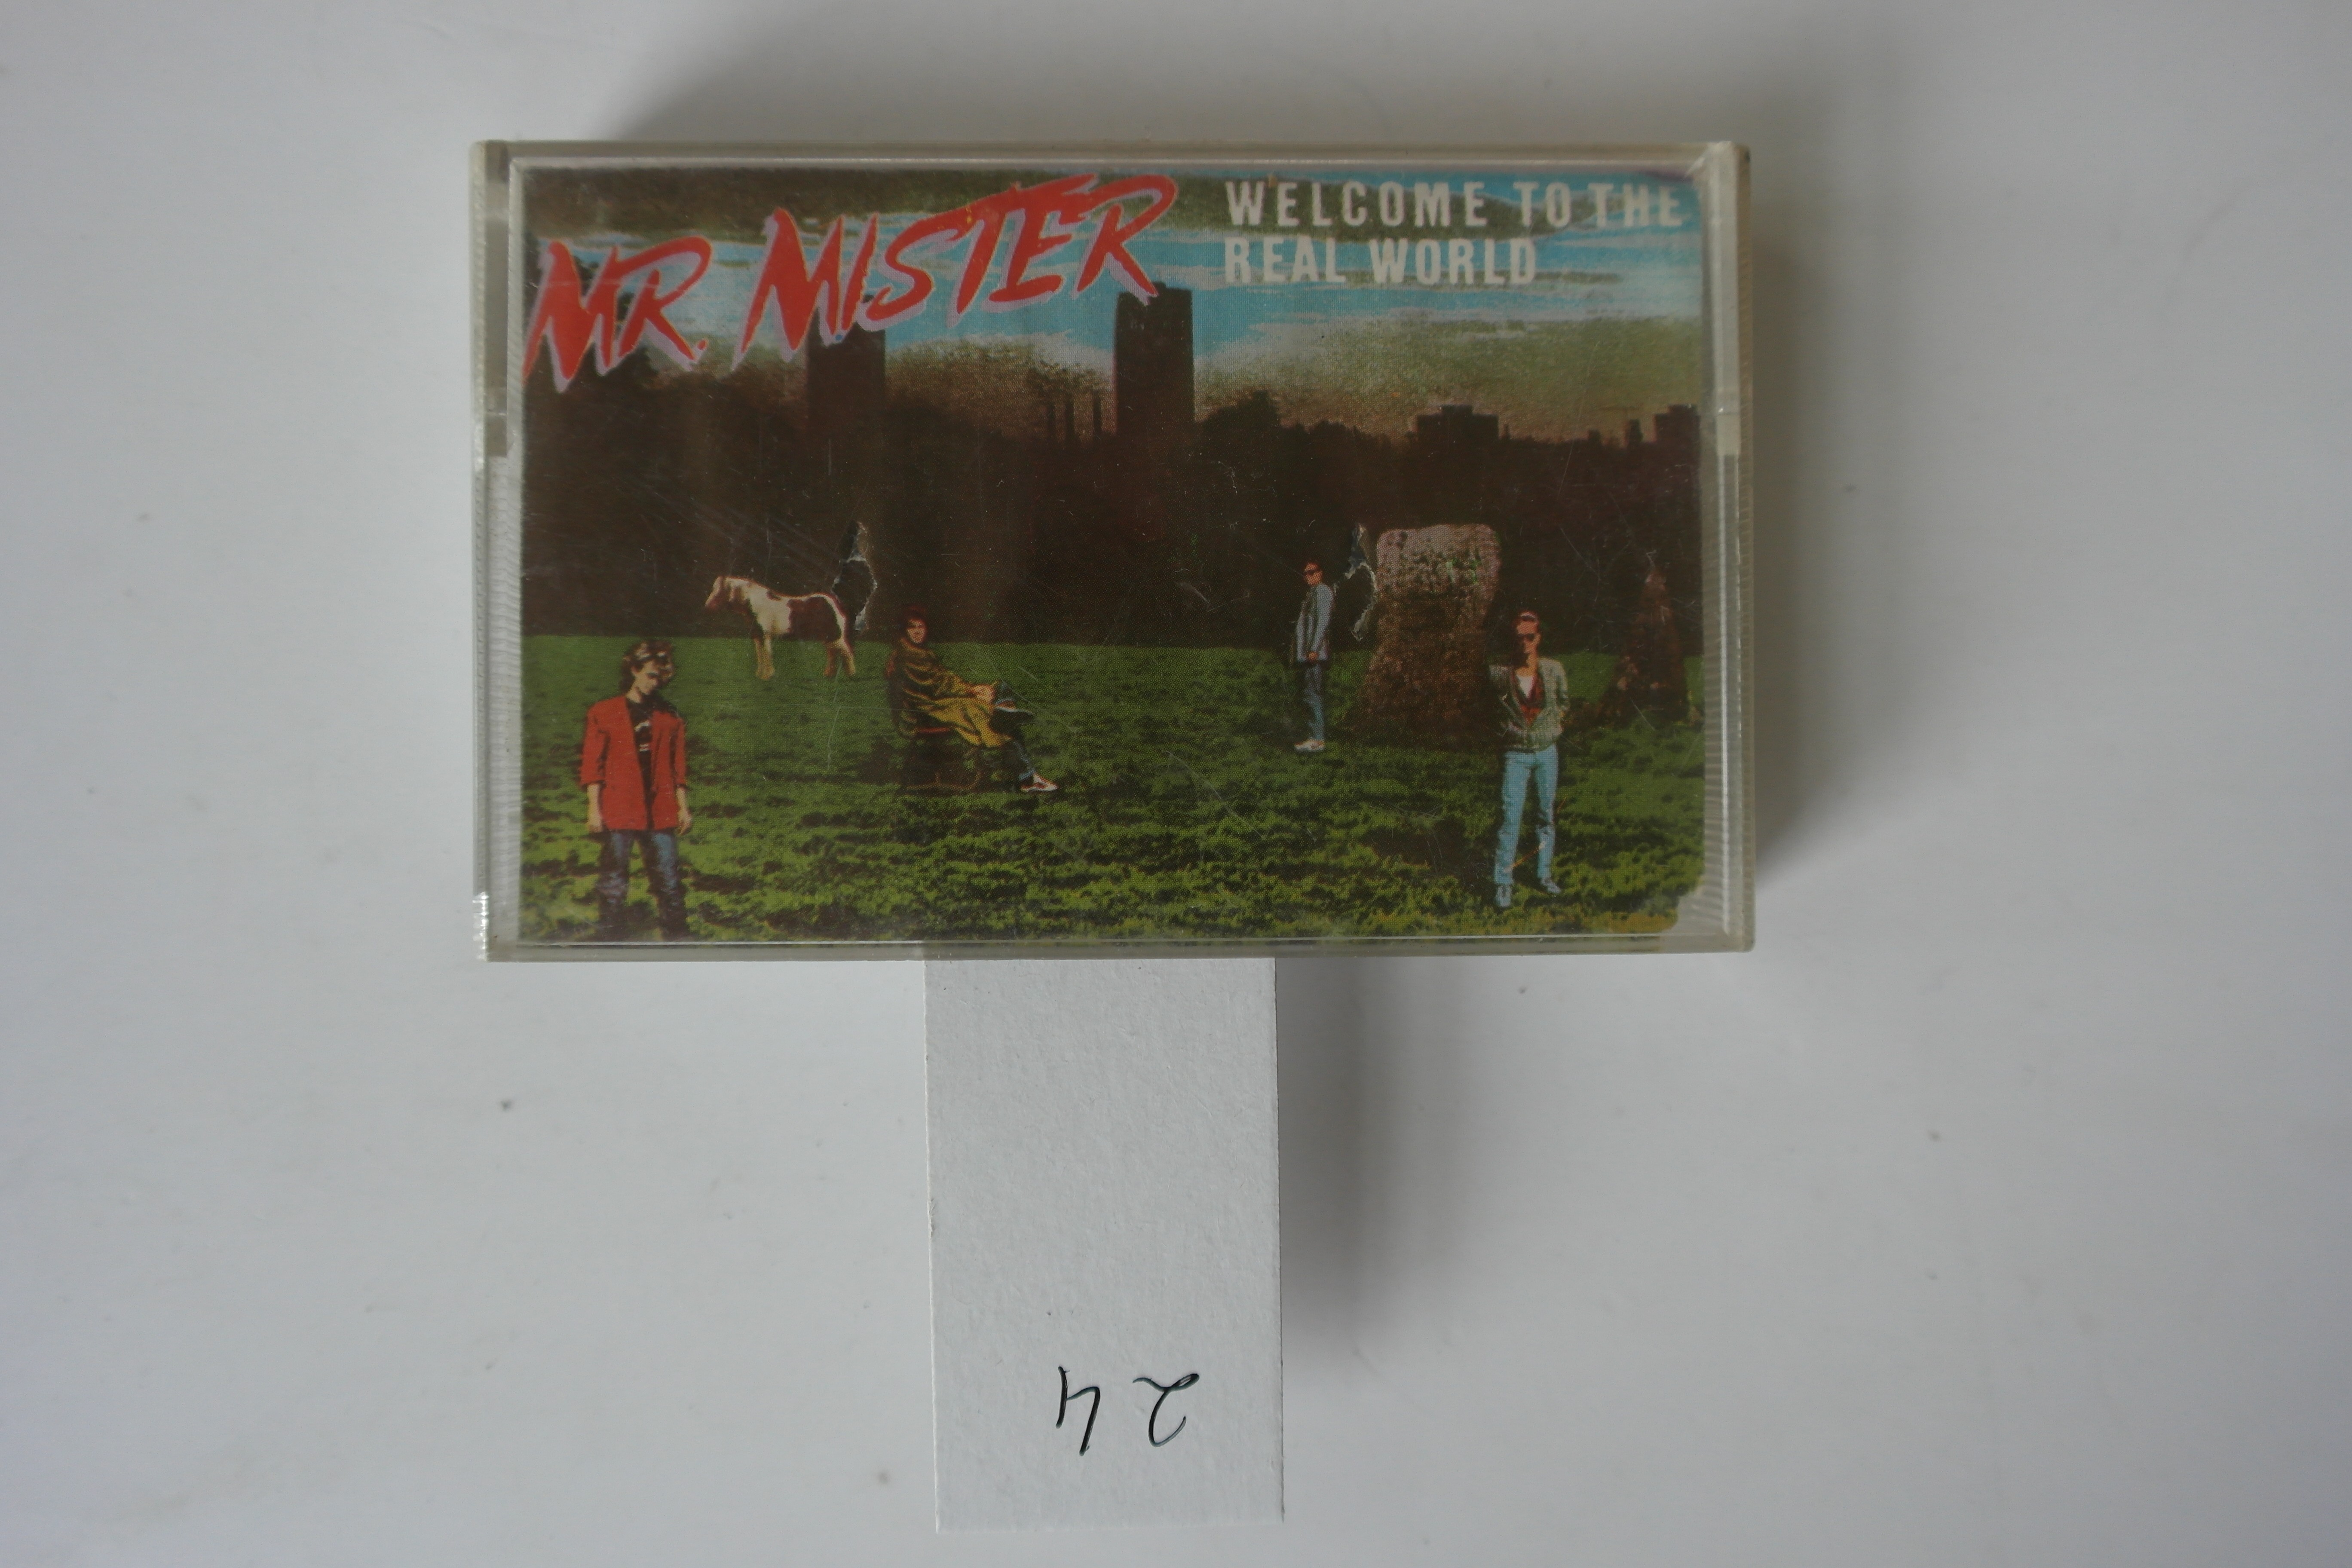 MR. MISTER
WELCOME TO THE
REAL WORLD
24